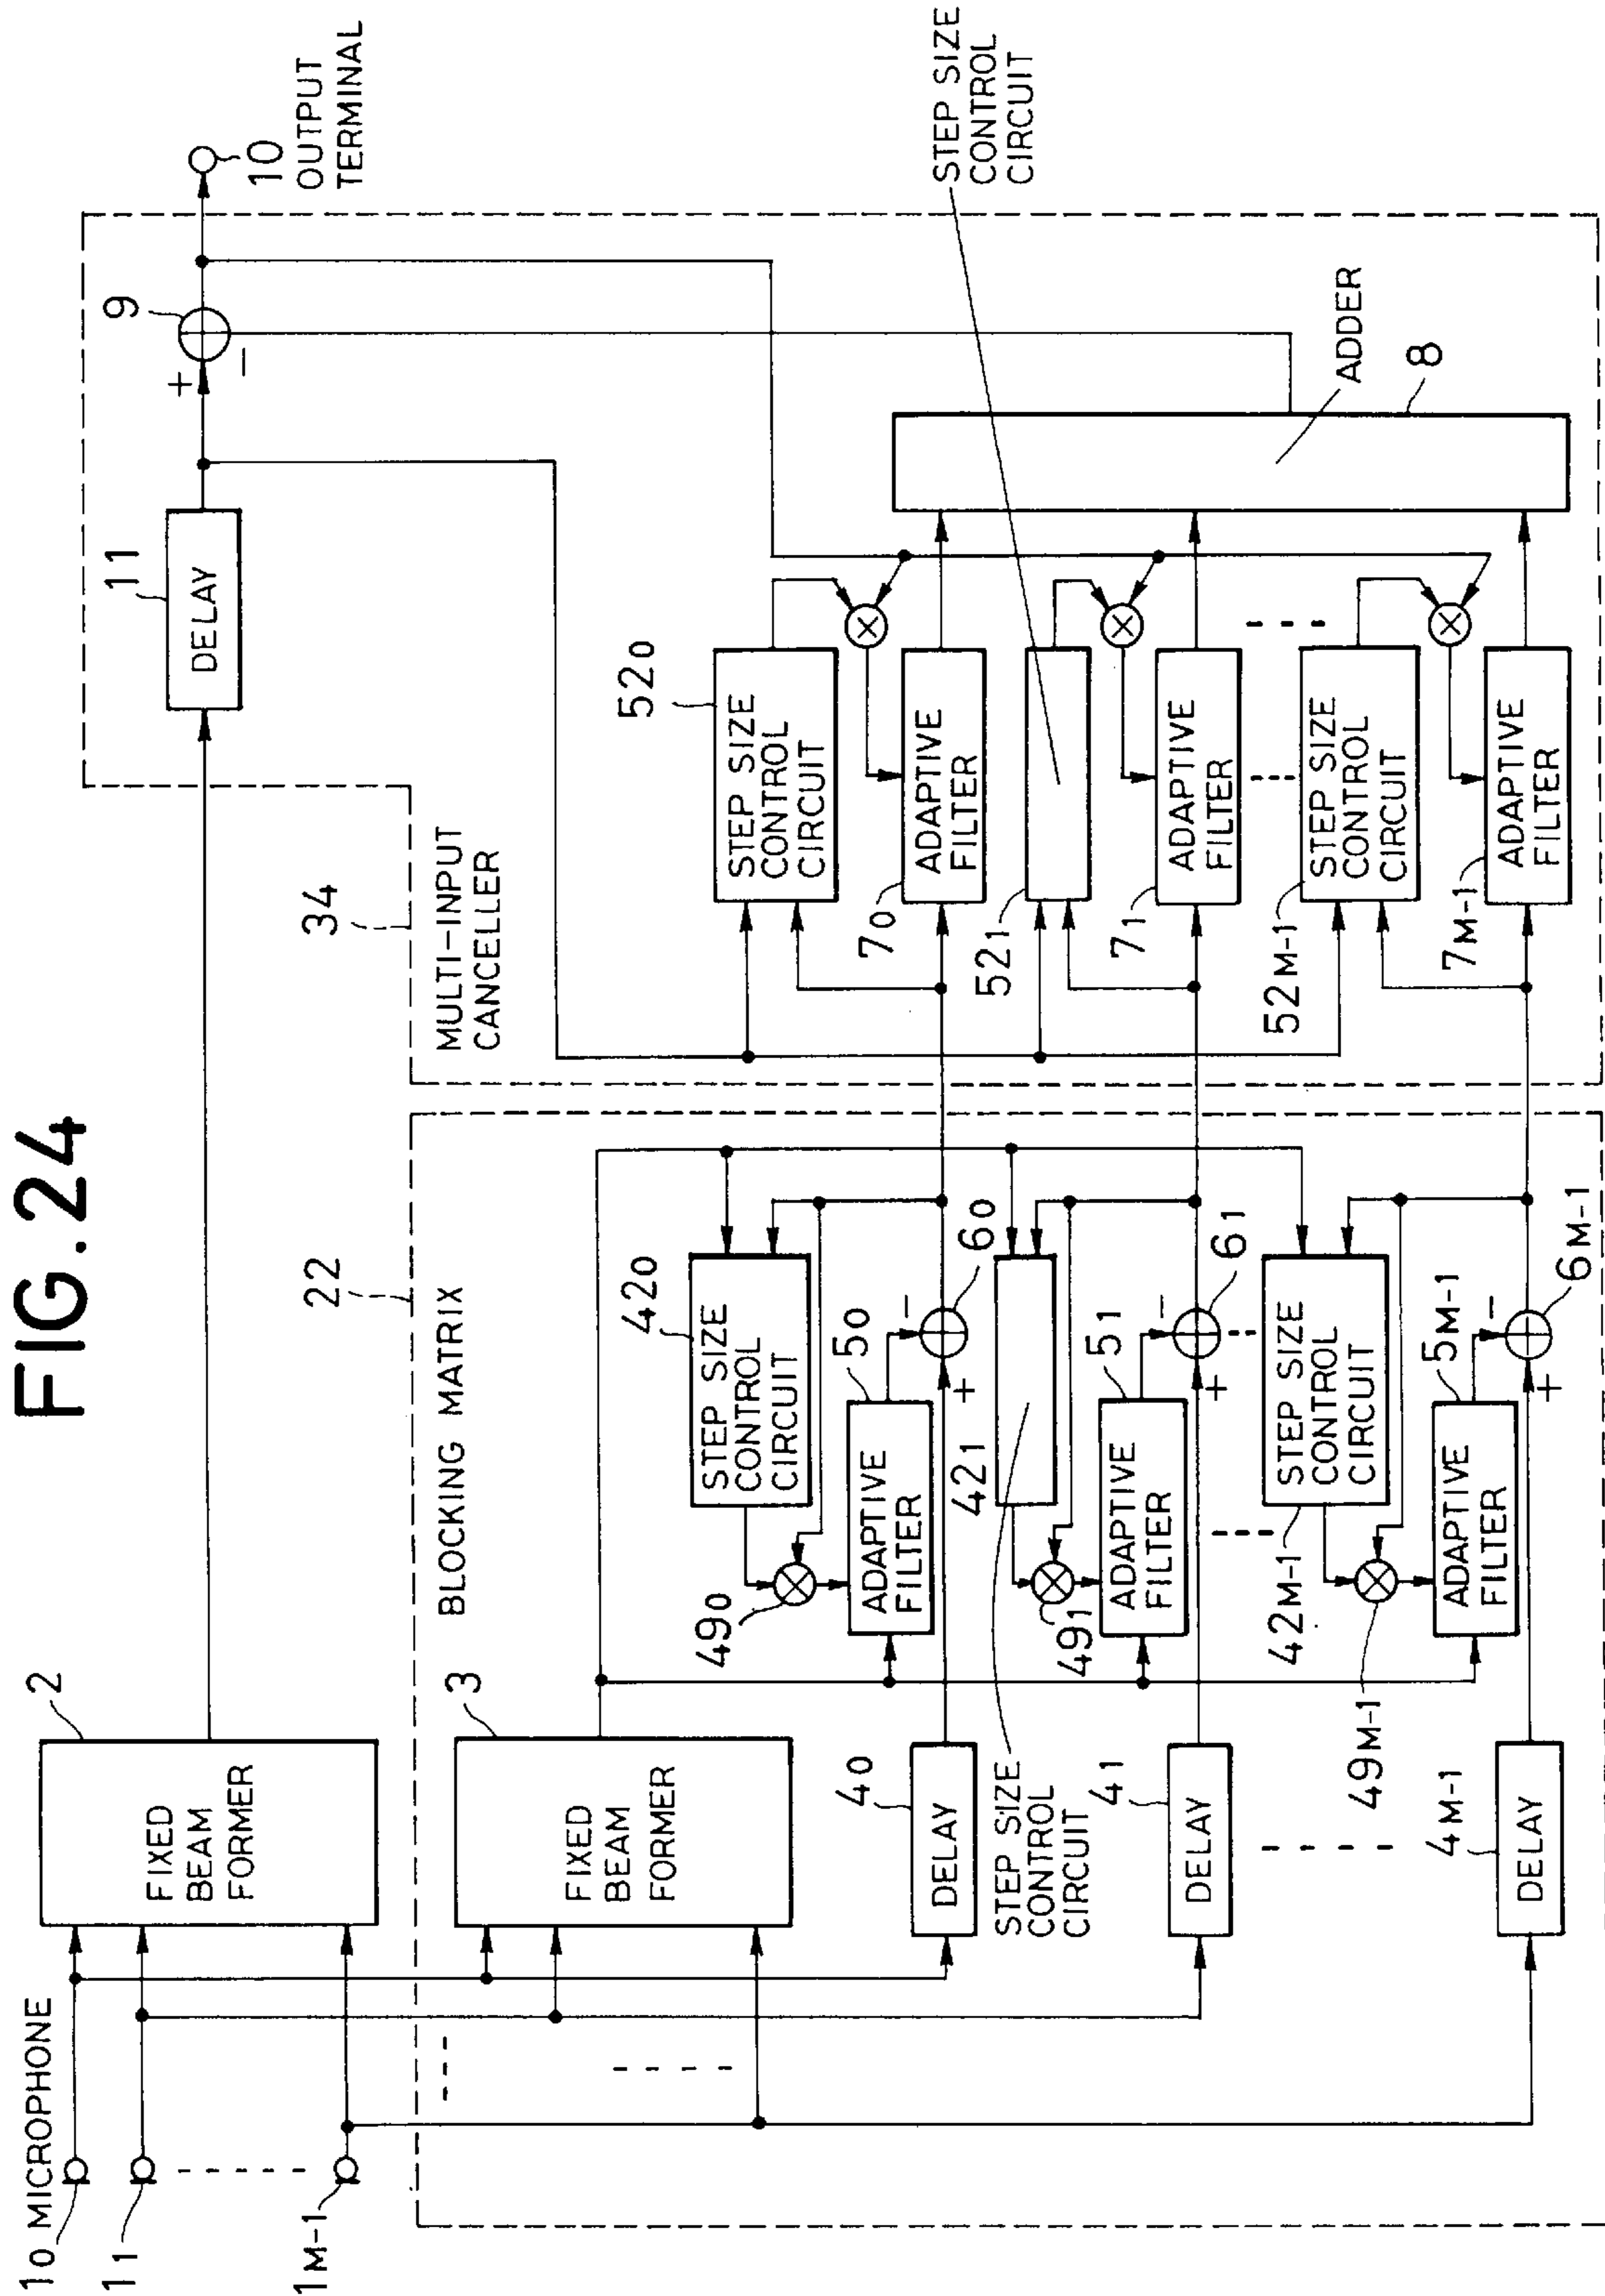 FIG.24
1₀ MICROPHONE
1₁
1M-1
2
FIXED
BEAM
FORMER
11
DELAY
9
+
−
10
OUTPUT
TERMINAL
22
BLOCKING MATRIX
34
MULTI-INPUT
CANCELLER
3
FIXED
BEAM
FORMER
42₀
STEP SIZE
CONTROL
CIRCUIT
49₀
5₀
ADAPTIVE
FILTER
4₀
DELAY
+
−
6₀
STEP SIZE
CONTROL
CIRCUIT
42₁
49₁
5₁
ADAPTIVE
FILTER
4₁
DELAY
+
−
6₁
42M-1
STEP SIZE
CONTROL
CIRCUIT
49M-1
5M-1
ADAPTIVE
FILTER
4M-1
DELAY
+
−
6M-1
52₀
STEP SIZE
CONTROL
CIRCUIT
7₀
ADAPTIVE
FILTER
52₁
STEP SIZE
CONTROL
CIRCUIT
7₁
ADAPTIVE
FILTER
52M-1
STEP SIZE
CONTROL
CIRCUIT
7M-1
ADAPTIVE
FILTER
ADDER
8